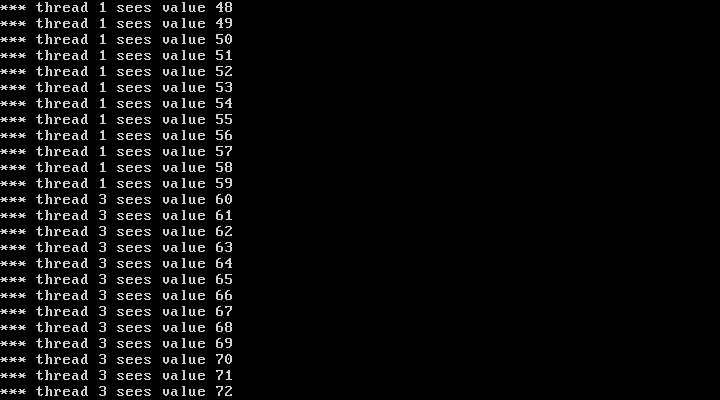 *** thread 1 sees value 48
*** thread 1 sees value 49
*** thread 1 sees value 50
*** thread 1 sees value 51
*** thread 1 sees value 52
*** thread 1 sees value 53
*** thread 1 sees value 54
*** thread 1 sees value 55
*** thread 1 sees value 56
*** thread 1 sees value 57
*** thread 1 sees value 58
*** thread 1 sees value 59
*** thread 3 sees value 60
*** thread 3 sees value 61
*** thread 3 sees value 62
*** thread 3 sees value 63
*** thread 3 sees value 64
*** thread 3 sees value 65
*** thread 3 sees value 66
*** thread 3 sees value 67
*** thread 3 sees value 68
*** thread 3 sees value 69
*** thread 3 sees value 70
*** thread 3 sees value 71
*** thread 3 sees value 72